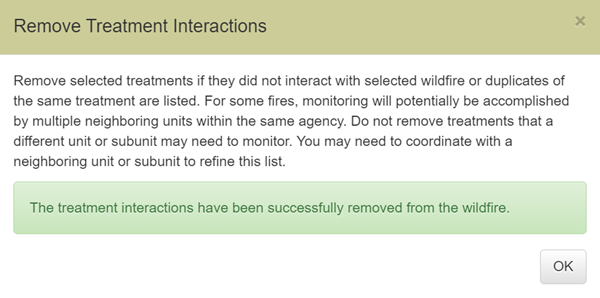 Remove Treatment Interactions
×
Remove selected treatments if they did not interact with selected wildfire or duplicates of
the same treatment are listed. For some fires, monitoring will potentially be accomplished
by multiple neighboring units within the same agency. Do not remove treatments that a
different unit or subunit may need to monitor. You may need to coordinate with a
neighboring unit or subunit to refine this list.
The treatment interactions have been successfully removed from the wildfire.
OK